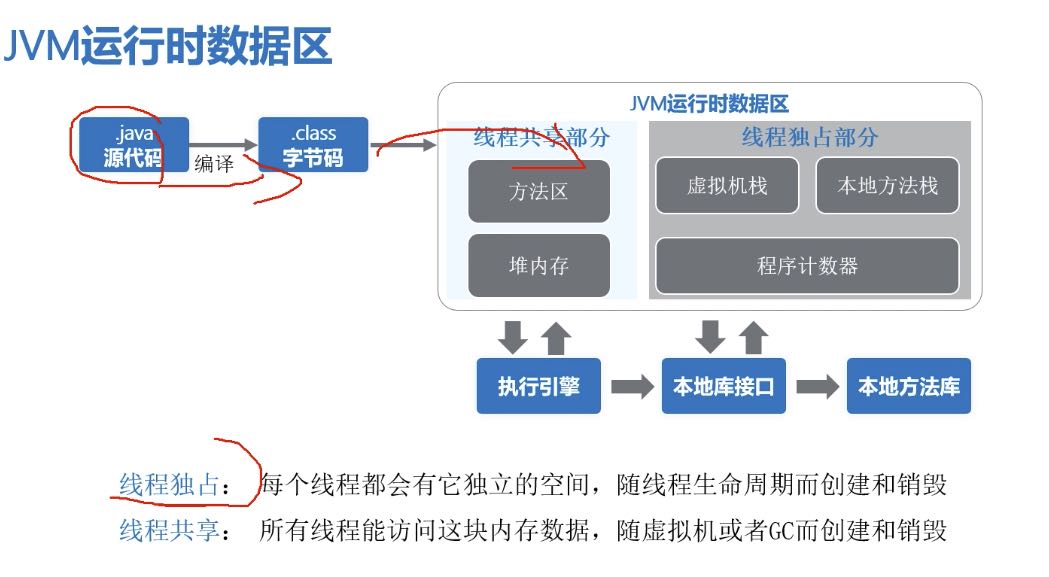 JVM运行时数据区
.java
源代码
编译
.class
字节码
JVM运行时数据区
线程共享部分
方法区
堆内存
线程独占部分
虚拟机栈
本地方法栈
程序计数器
执行引擎
本地库接口
本地方法库
线程独占： 每个线程都会有它独立的空间，随线程生命周期而创建和销毁
线程共享： 所有线程能访问这块内存数据，随虚拟机或者GC而创建和销毁